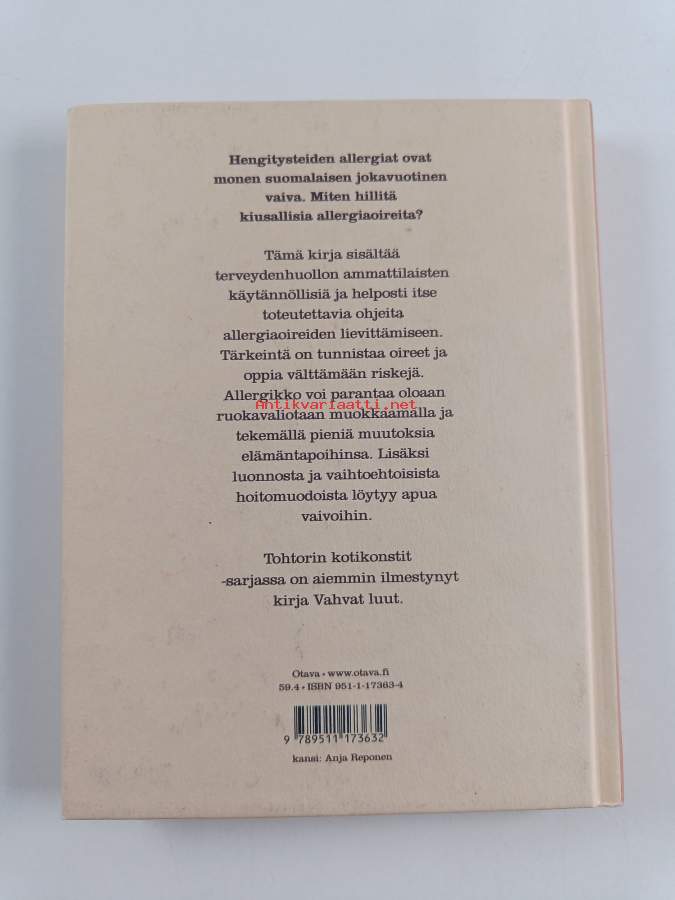 Hengitysteiden allergiat ovat
monen suomalaisen jokavuotinen
vaiva. Miten hillitä
kiusallisia allergiaoireita?
Tämä kirja sisältää
terveydenhuollon ammattilaisten
käytännöllisiä ja helposti itse
toteutettavia ohjeita
allergiaoireiden lievittämiseen.
Tärkeintä on tunnistaa oireet ja
oppia välttämään riskejä.
Allergikko voi parantaa oloaan
Antikvariaatti.net
ruokavaliotaan muokkaamalla ja
tekemällä pieniä muutoksia
elämäntapoihinsa. Lisäksi
luonnosta ja vaihtoehtoisista
hoitomuodoista löytyy apua
vaivoihin.
Tohtorin kotikonstit
-sarjassa on aiemmin ilmestynyt
kirja Vahvat luut.
Otava • www.otava.fi
59.4 • ISBN 951-1-17363-4
9 789511 173632
kansi: Anja Reponen